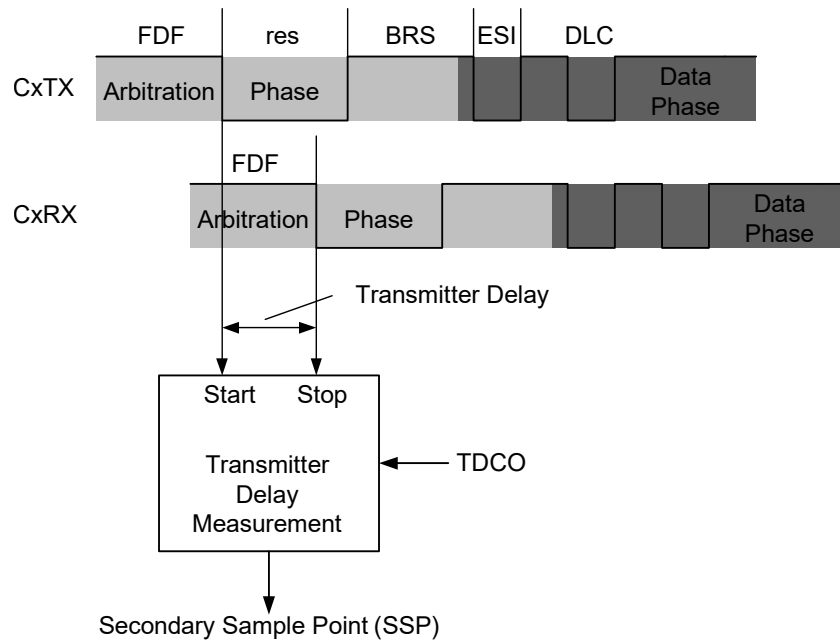 FDF res BRS ESI DLC
CxTX
Arbitration Phase Data
Phase
FDF
CxRX
Arbitration Phase Data
Phase
Transmitter Delay
Start Stop
Transmitter
Delay
Measurement
TDCO
Secondary Sample Point (SSP)